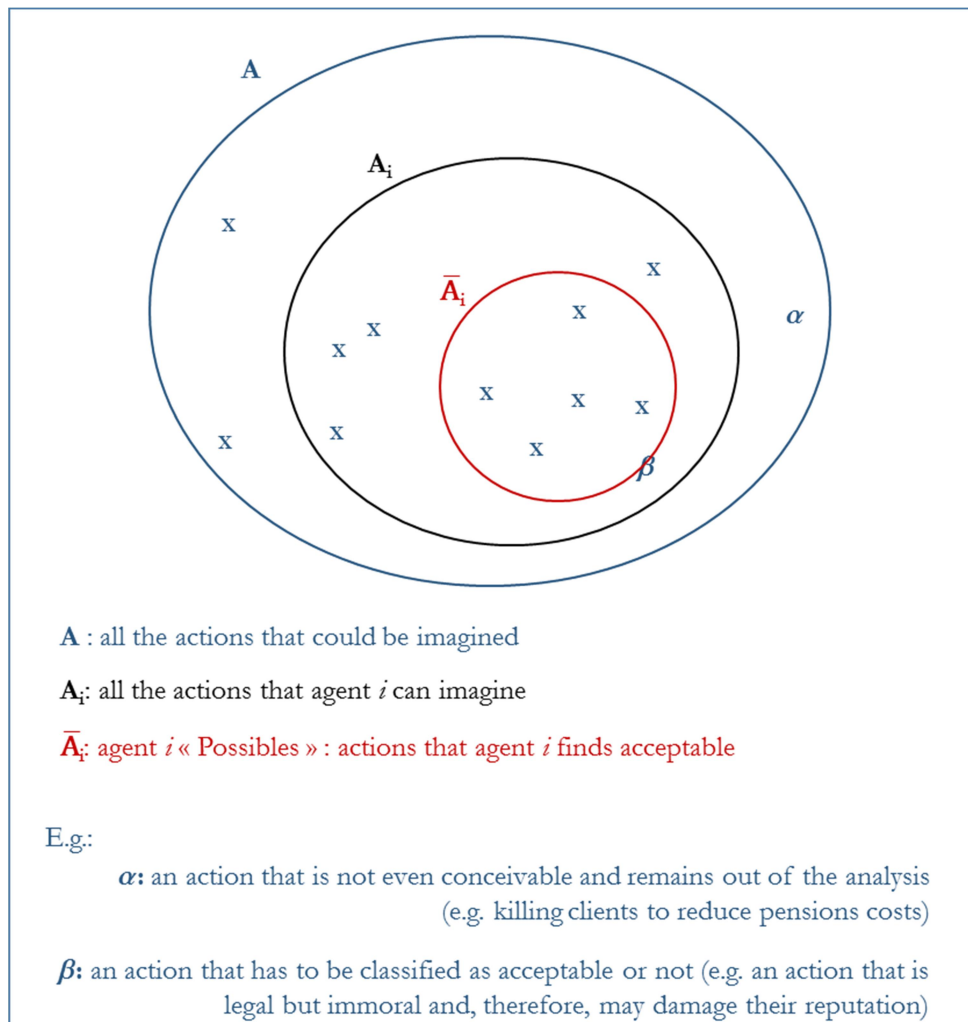 A
Aᵢ
x
x
A̅ᵢ
x
α
x
x
x
x
x
x
x
x
β
A : all the actions that could be imagined
Aᵢ: all the actions that agent i can imagine
A̅ᵢ: agent i « Possibles » : actions that agent i finds acceptable
E.g.:
α: an action that is not even conceivable and remains out of the analysis
(e.g. killing clients to reduce pensions costs)
β: an action that has to be classified as acceptable or not (e.g. an action that is
legal but immoral and, therefore, may damage their reputation)